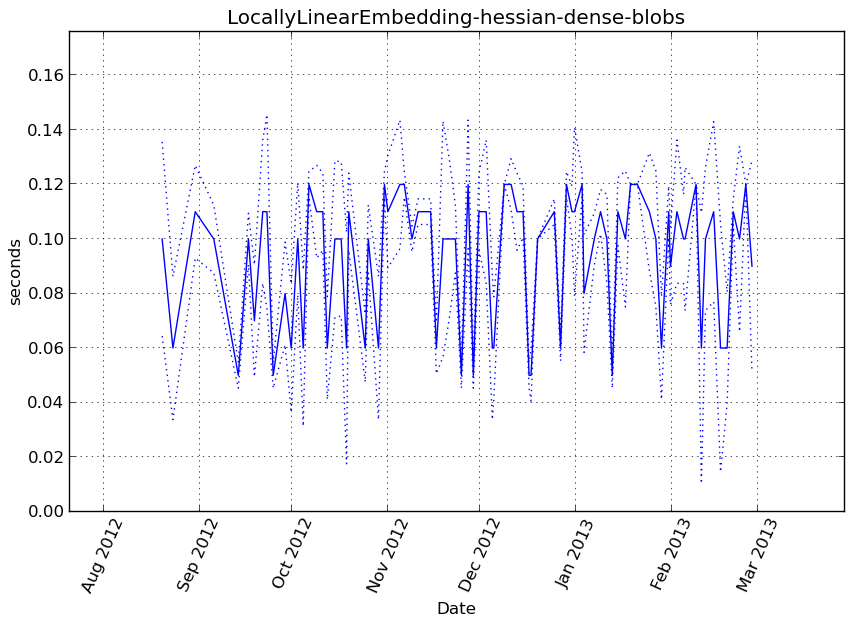 LocallyLinearEmbedding-hessian-dense-blobs
0.16
0.14
0.12
0.10
0.08
0.06
0.04
0.02
0.00
seconds
Aug 2012
Sep 2012
Oct 2012
Nov 2012
Dec 2012
Jan 2013
Feb 2013
Mar 2013
Date